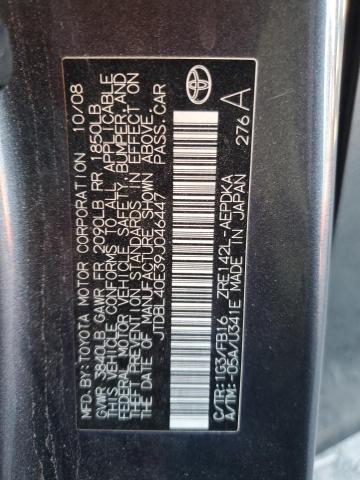 MFD. BY: TOYOTA MOTOR CORPORATION 10/08
GVWR 3840LB GAWR FR 2090LB RR 1850LB
THIS VEHICLE CONFORMS TO ALL APPLICABLE
FEDERAL MOTOR VEHICLE SAFETY, BUMPER, AND
THEFT PREVENTION STANDARDS IN EFFECT ON
THE DATE OF MANUFACTURE SHOWN ABOVE.
JTDBL40E39J046447 PASS.CAR
C/TR:1G3/FB16 ZRE142L-AEPDKA
A/TM:-05A/U341E MADE IN JAPAN 276 A